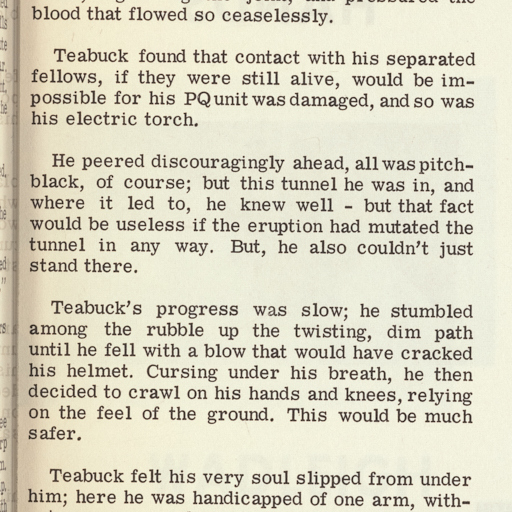 pressured the
blood that flowed so ceaselessly.
Teabuck found that contact with his separated
fellows, if they were still alive, would be im-
possible for his PQ unit was damaged, and so was
his electric torch.
He peered discouragingly ahead, all was pitch-
black, of course; but this tunnel he was in, and
where it led to, he knew well - but that fact
would be useless if the eruption had mutated the
tunnel in any way. But, he also couldn't just
stand there.
Teabuck's progress was slow; he stumbled
among the rubble up the twisting, dim path
until he fell with a blow that would have cracked
his helmet. Cursing under his breath, he then
decided to crawl on his hands and knees, relying
on the feel of the ground. This would be much
safer.
Teabuck felt his very soul slipped from under
him; here he was handicapped of one arm, with-